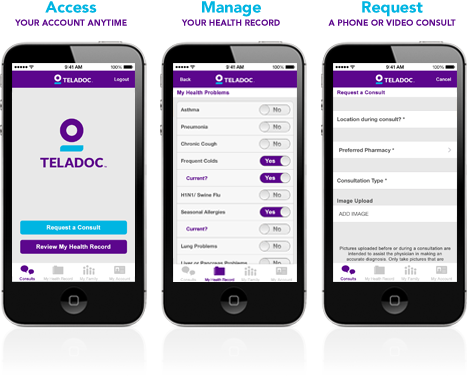 Access
YOUR ACCOUNT ANYTIME
9:41 AM
100%
TELADOC.
Logout
TELADOC.
Request a Consult
Review My Health Record
Consults
My Health Record
My Family
My Account
Manage
YOUR HEALTH RECORD
9:41 AM
100%
Back
TELADOC
My Health Problems
Asthma No
Pneumonia No
Chronic Cough No
Frequent Colds Yes
Current? Yes
H1N1/ Swine Flu No
Seasonal Allergies Yes
Current? No
Lung Problems No
Liver or Pancreas Problems No
Consults
My Health Record
My Family
My Account
Request
A PHONE OR VIDEO CONSULT
9:41 AM
100%
TELADOC.
Cancel
Request a Consult
Location during consult? *
Preferred Pharmacy *
Consultation Type *
Image Upload
ADD IMAGE
Pictures uploaded before or during a consultation are
intended to assist the physician in making an
accurate diagnosis. Only take pictures that are
Consults
My Health Record
My Family
My Account